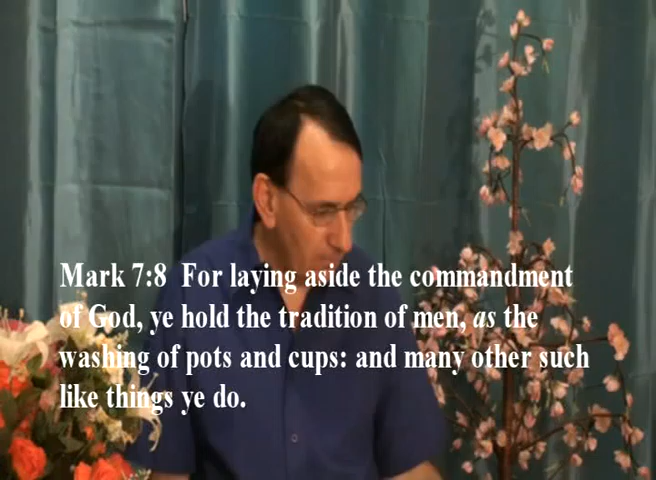 Mark 7:8 For laying aside the commandment
of God, ye hold the tradition of men, as the
washing of pots and cups: and many other such
like things ye do.